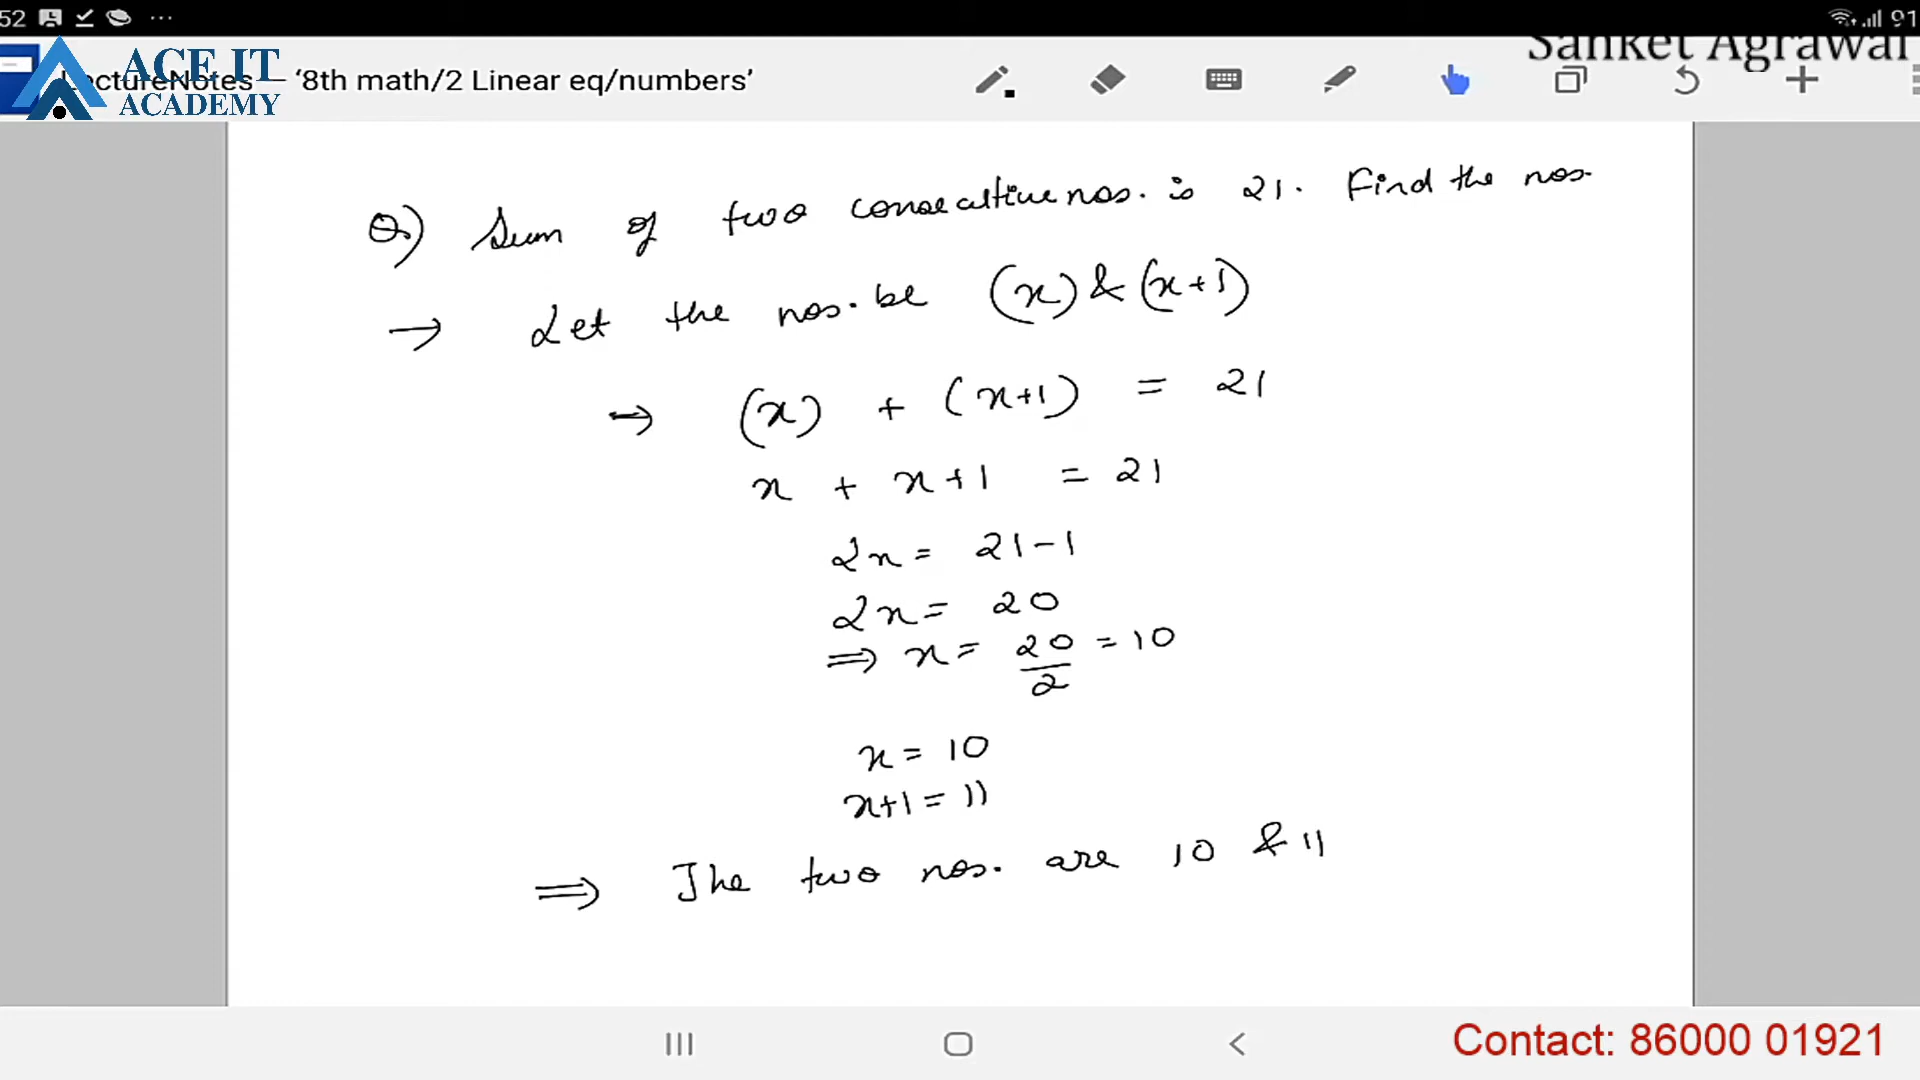 52 ... 91
Sanket Agrawal
ACE IT
ACADEMY
LectureNotes – ‘8th math/2 Linear eq/numbers’
Q) Sum of two consecutive nos. is 21. Find the nos.
→ Let the nos. be (x) & (x+1)
⇒ (x) + (x+1) = 21
x + x+1 = 21
2x = 21-1
2x = 20
⇒ x = 20/2 = 10
x = 10
x+1 = 11
⇒ The two nos. are 10 & 11
Contact: 86000 01921